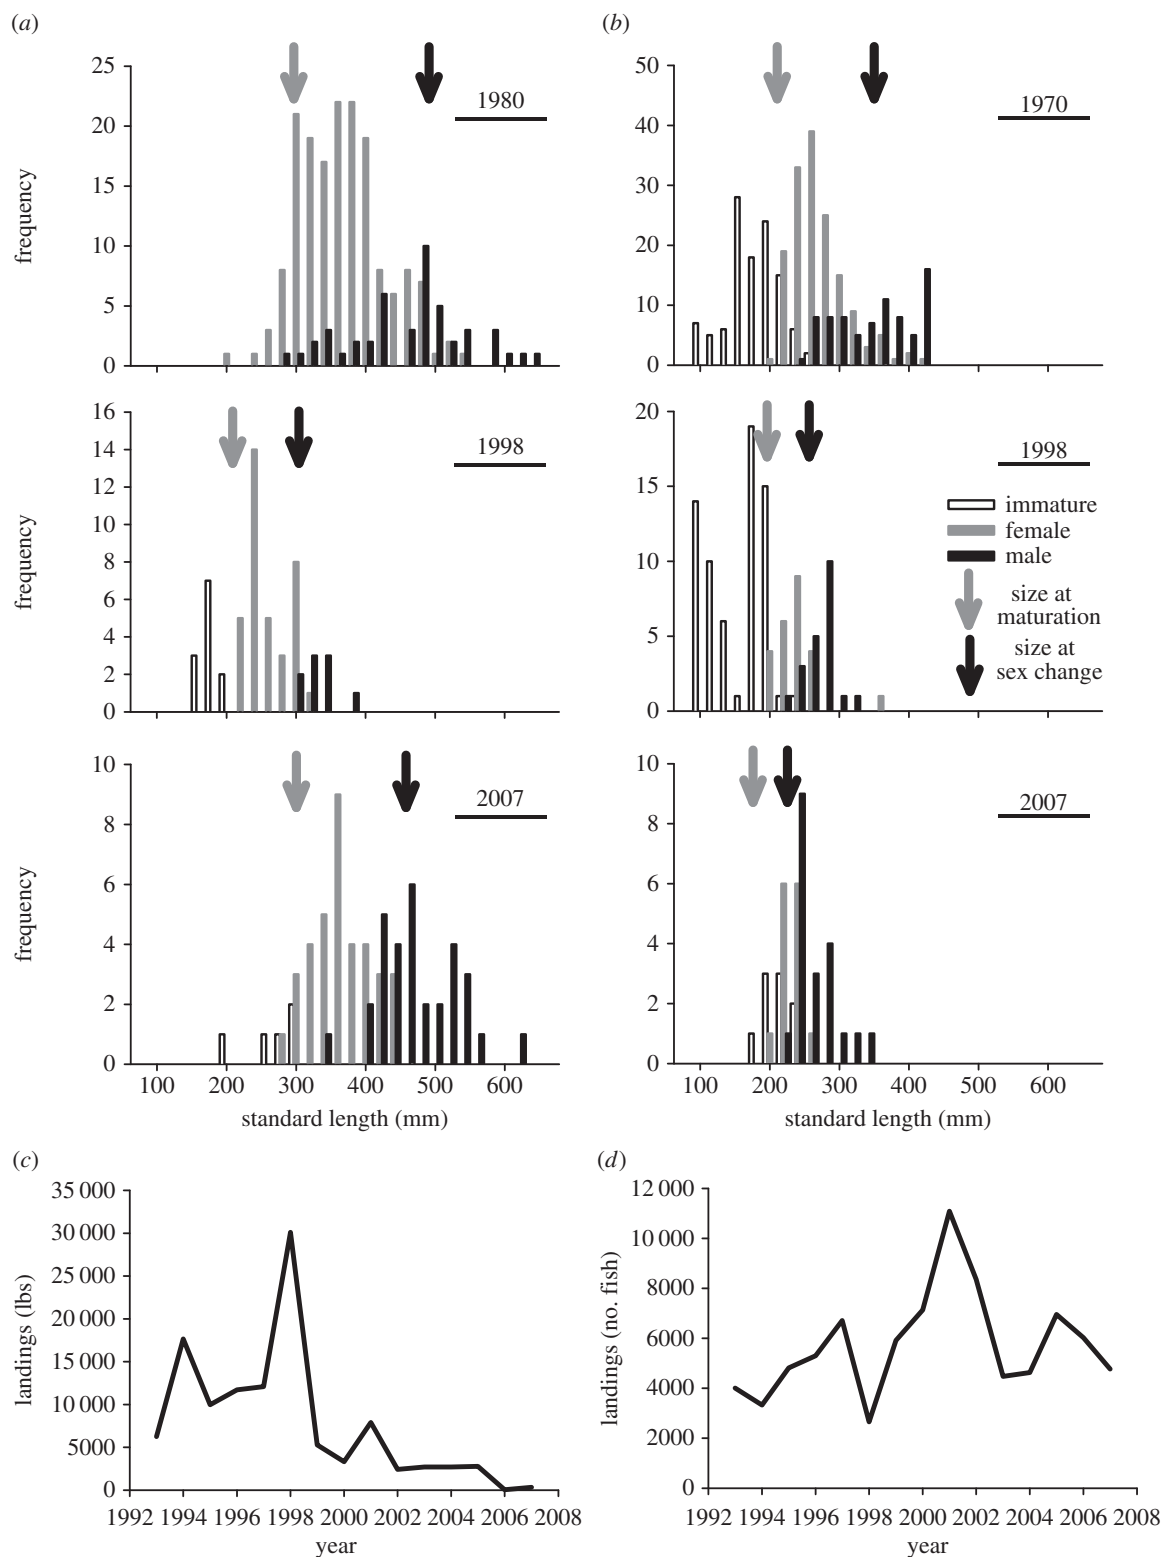 (a)
(b)
25
20
15
10
5
0
frequency
1980
50
40
30
20
10
0
1970
16
14
12
10
8
6
4
2
0
frequency
1998
20
15
10
5
0
1998
immature
female
male
size at
maturation
size at
sex change
10
8
6
4
2
0
frequency
2007
100 200 300 400 500 600
standard length (mm)
10
8
6
4
2
0
2007
100 200 300 400 500 600
standard length (mm)
(c)
35 000
30 000
25 000
20 000
15 000
10 000
5000
0
landings (lbs)
1992 1994 1996 1998 2000 2002 2004 2006 2008
year
(d)
12 000
10 000
8000
6000
4000
2000
0
landings (no. fish)
1992 1994 1996 1998 2000 2002 2004 2006 2008
year